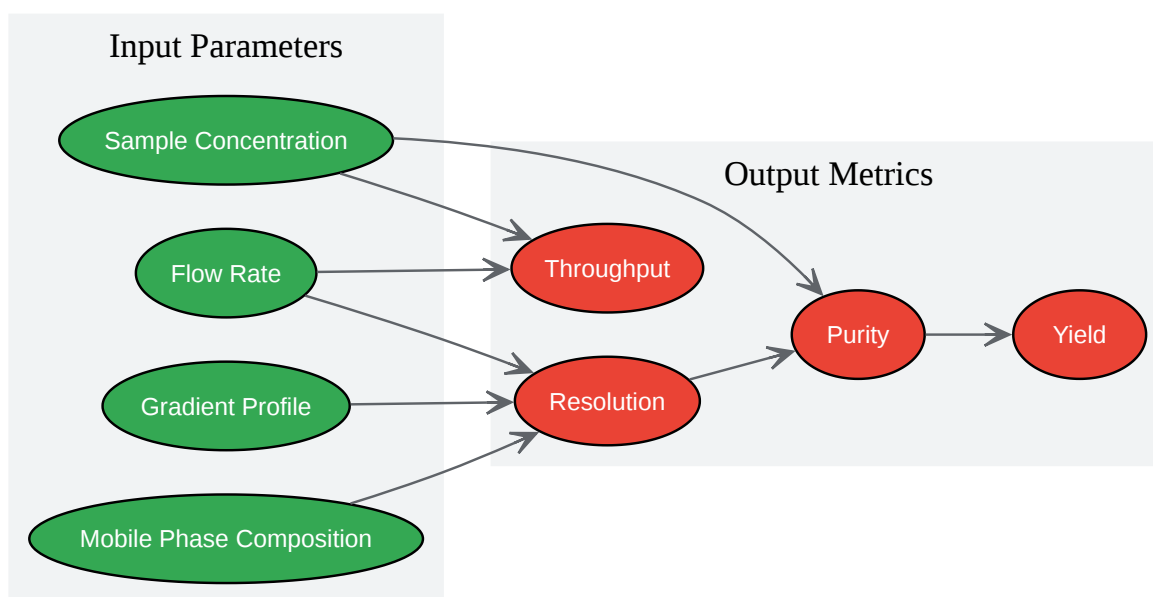 Input Parameters
Sample Concentration
Flow Rate
Gradient Profile
Mobile Phase Composition
Output Metrics
Throughput
Resolution
Purity
Yield